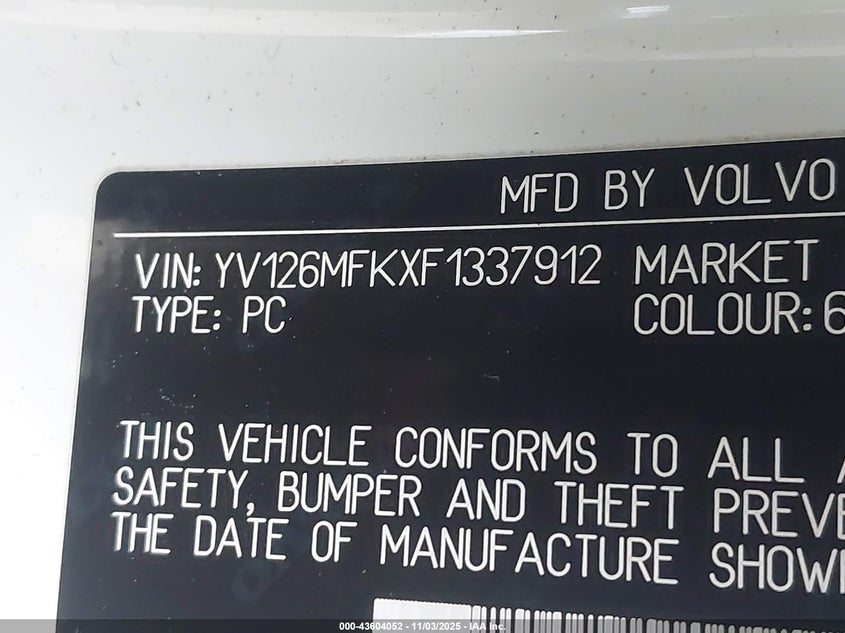 MFD BY VOLVO
VIN: YV126MFKXF1337912 MARKET
TYPE: PC COLOUR: 6
THIS VEHICLE CONFORMS TO ALL
SAFETY, BUMPER AND THEFT PREVE
THE DATE OF MANUFACTURE SHOW
000-43604052 - 11/03/2025 - IAA Inc.